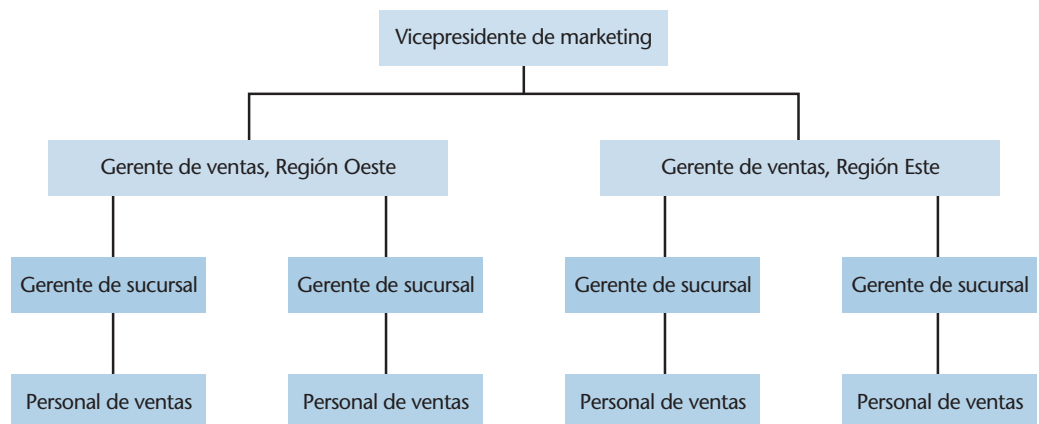 Vicepresidente de marketing
Gerente de ventas, Región Oeste
Gerente de ventas, Región Este
Gerente de sucursal
Gerente de sucursal
Gerente de sucursal
Gerente de sucursal
Personal de ventas
Personal de ventas
Personal de ventas
Personal de ventas